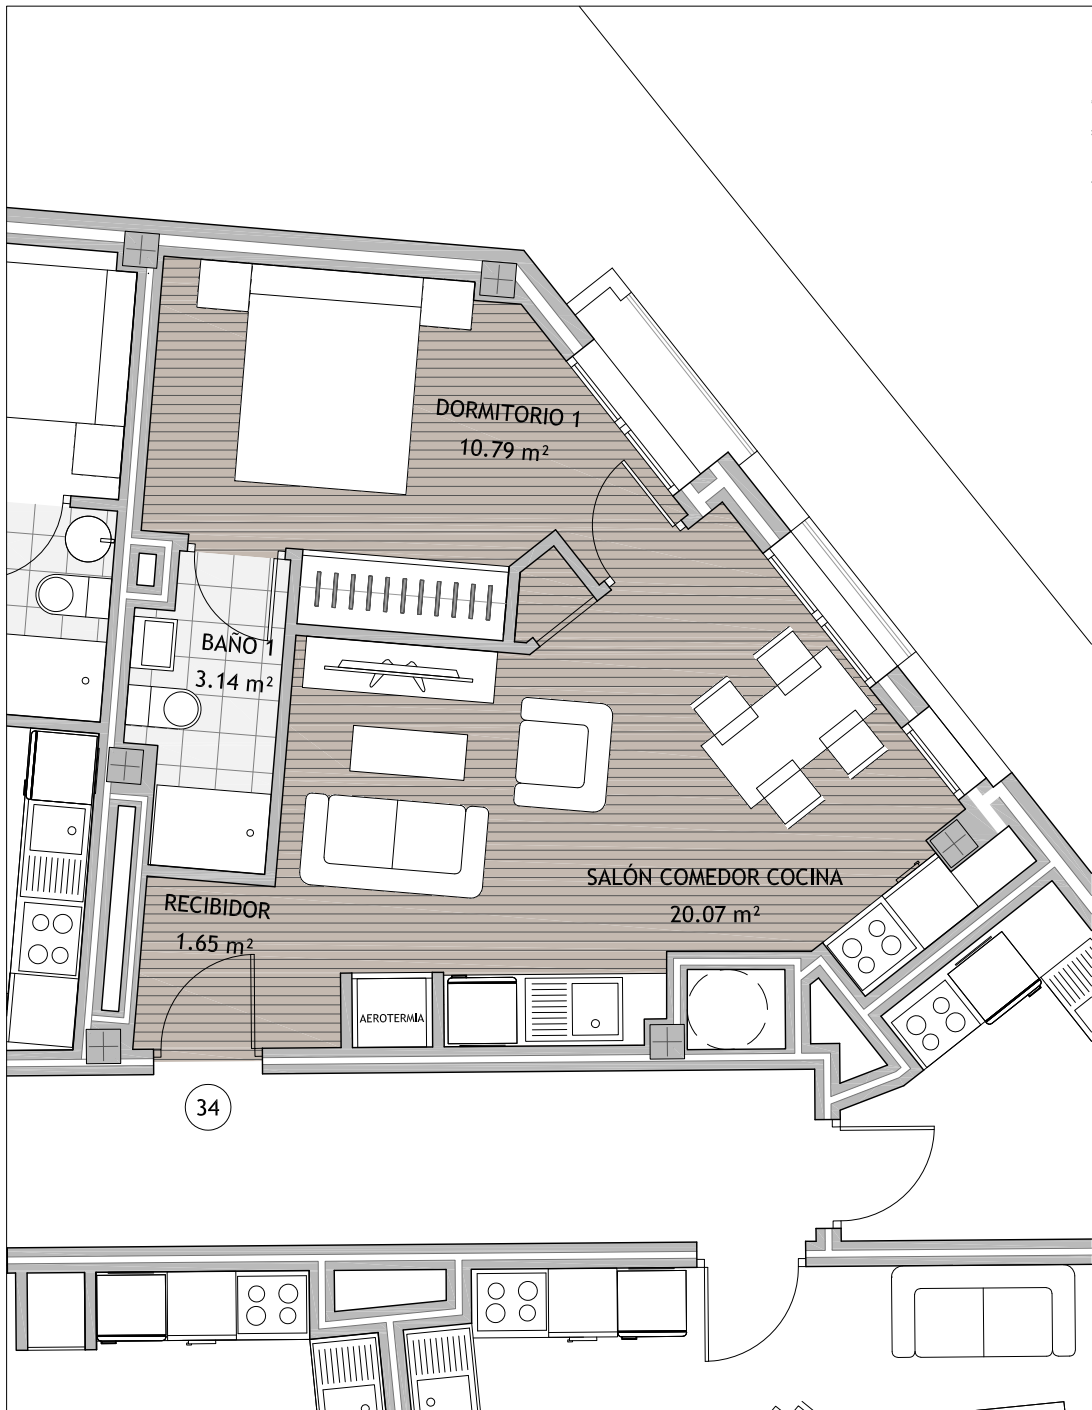 DORMITORIO 1
10.79 m²
BAÑO 1
3.14 m²
SALÓN COMEDOR COCINA
20.07 m²
RECIBIDOR
1.65 m²
AEROTERMÍA
34